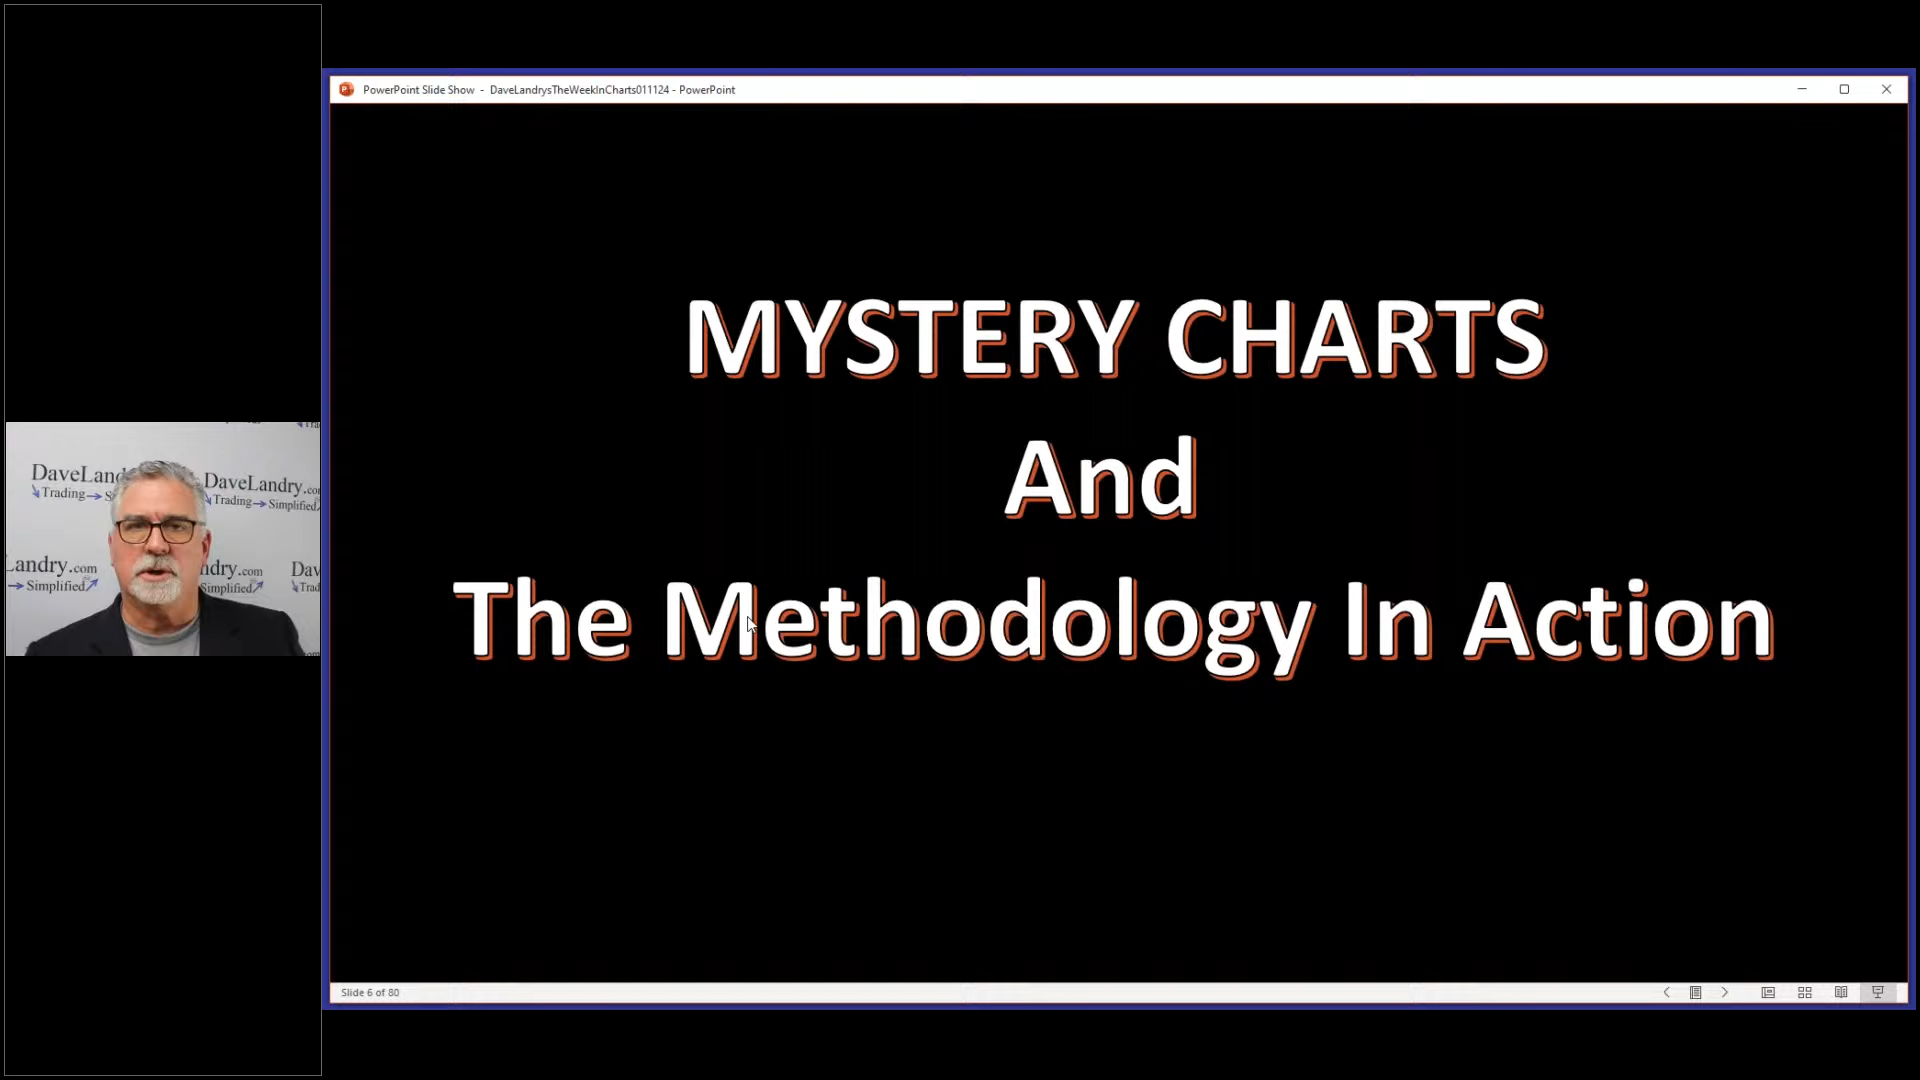 PowerPoint Slide Show - DaveLandrysTheWeekInCharts011124 - PowerPoint
MYSTERY CHARTS
And
The Methodology In Action
DaveLand
Trading
DaveLandry.co
Trading Simplified
Landry.com
Simplified
ndry.com
Simplified
Dav
Trad
Slide 6 of 80